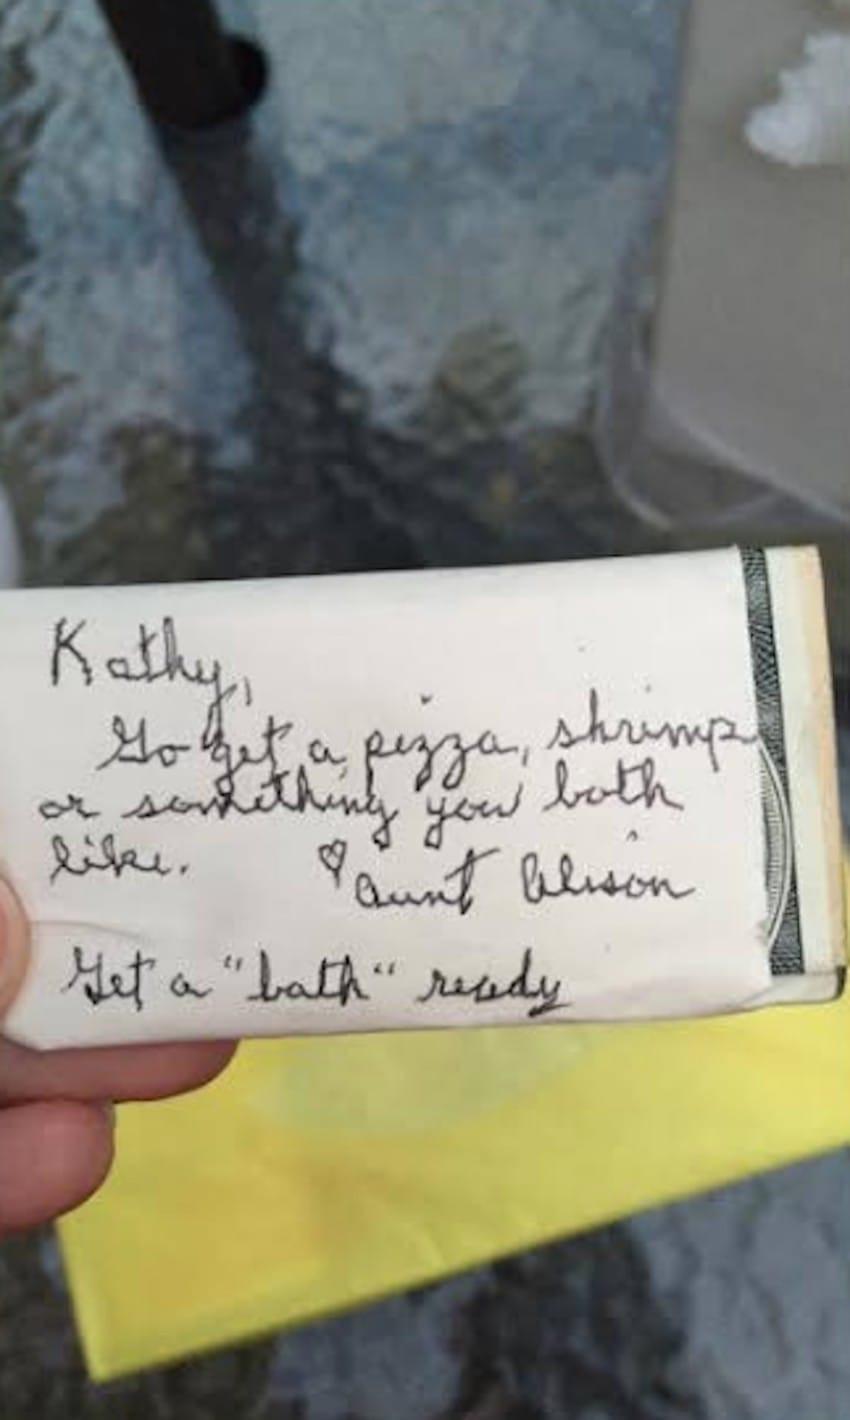 Kathy,
Go get a pizza, shrimp
or something you both
like. ♡ Aunt Alison
Get a "bath" ready